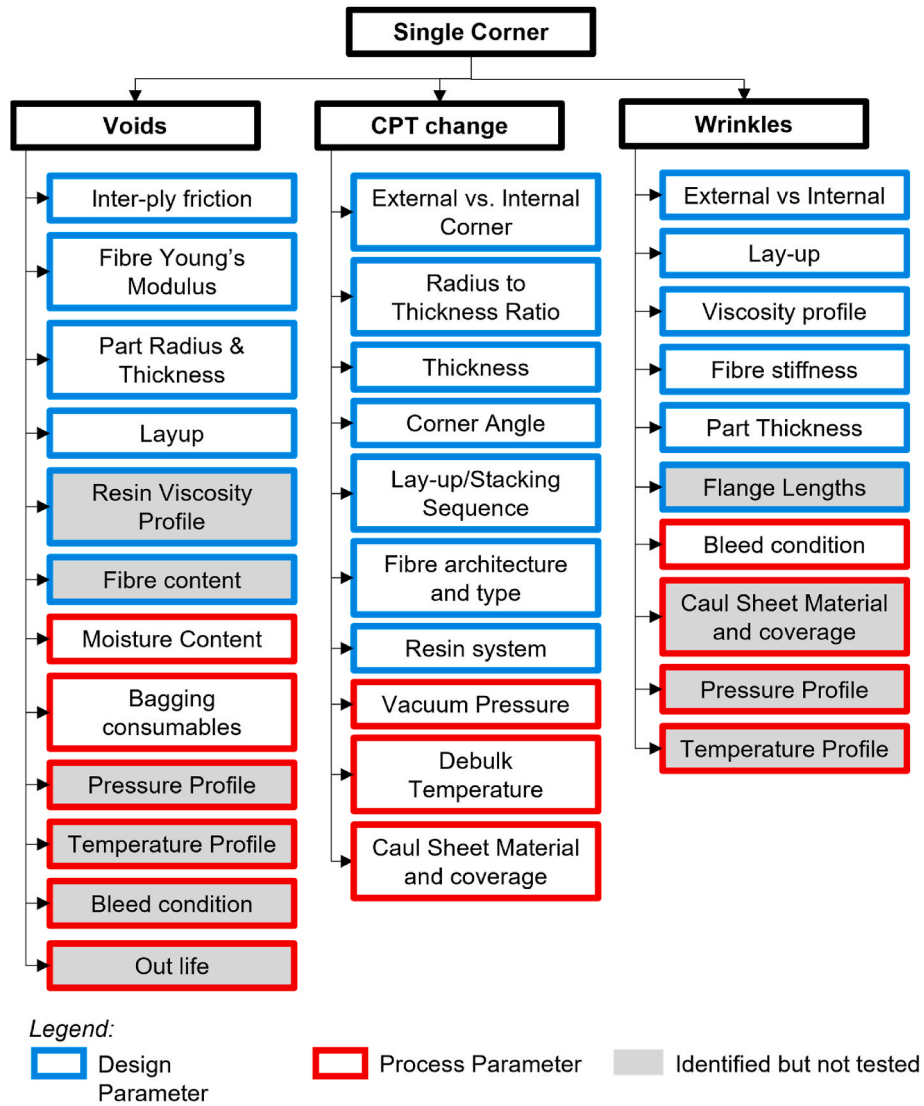 Single Corner
Voids
Inter-ply friction
Fibre Young's
Modulus
Part Radius &
Thickness
Layup
Resin Viscosity
Profile
Fibre content
Moisture Content
Bagging
consumables
Pressure Profile
Temperature Profile
Bleed condition
Out life
CPT change
External vs. Internal
Corner
Radius to
Thickness Ratio
Thickness
Corner Angle
Lay-up/Stacking
Sequence
Fibre architecture
and type
Resin system
Vacuum Pressure
Debulk
Temperature
Caul Sheet Material
and coverage
Wrinkles
External vs Internal
Lay-up
Viscosity profile
Fibre stiffness
Part Thickness
Flange Lengths
Bleed condition
Caul Sheet Material
and coverage
Pressure Profile
Temperature Profile
Legend:
Design
Parameter
Process Parameter
Identified but not tested